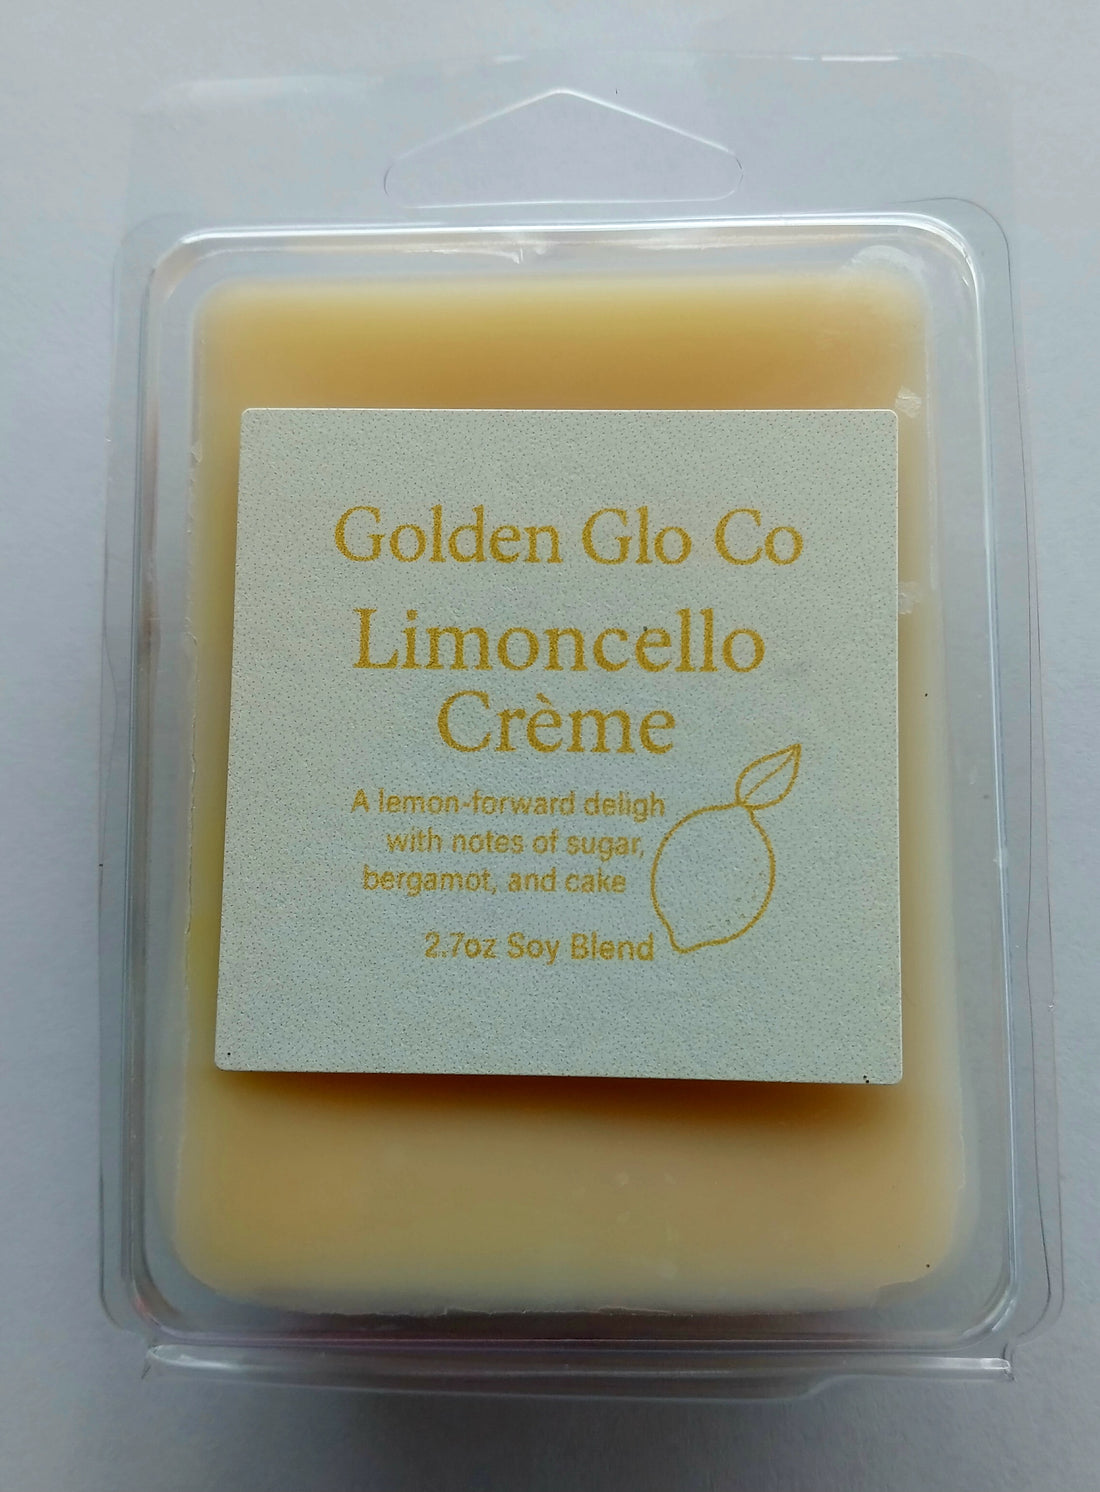 Golden Glo Co
Limoncello
Crème
A lemon-forward deligh
with notes of sugar,
bergamot, and cake
2.7oz Soy Blend